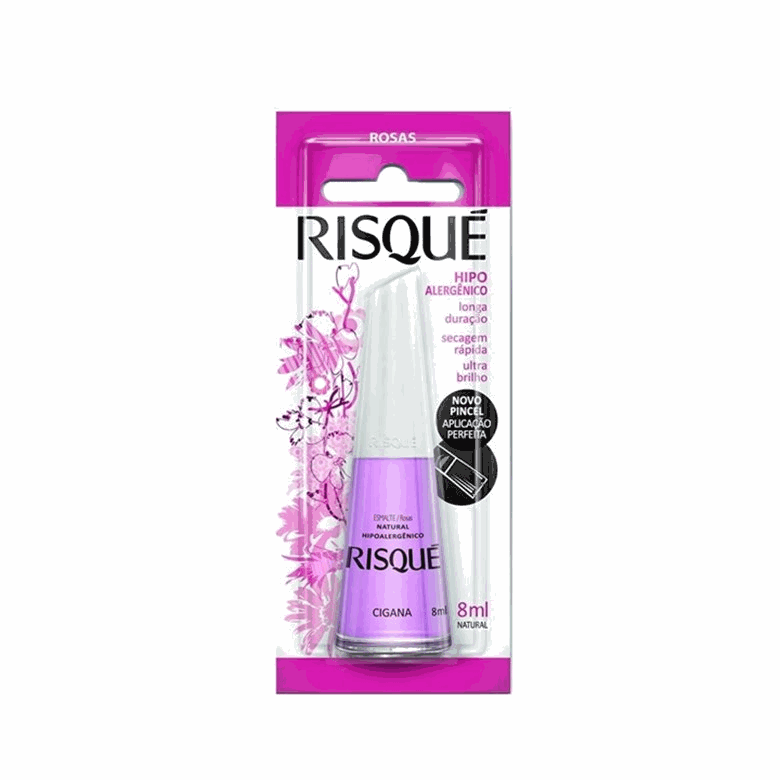 ROSAS
RISQUÉ
HIPO
ALERGÊNICO
longa
duração
secagem
rápida
ultra
brilho
NOVO
PINCEL
APLICAÇÃO
PERFEITA
RISQUÉ
ESMALTE / Rosas
NATURAL
HIPOALERGÊNICO
RISQUÉ
CIGANA 8ml
8ml
NATURAL